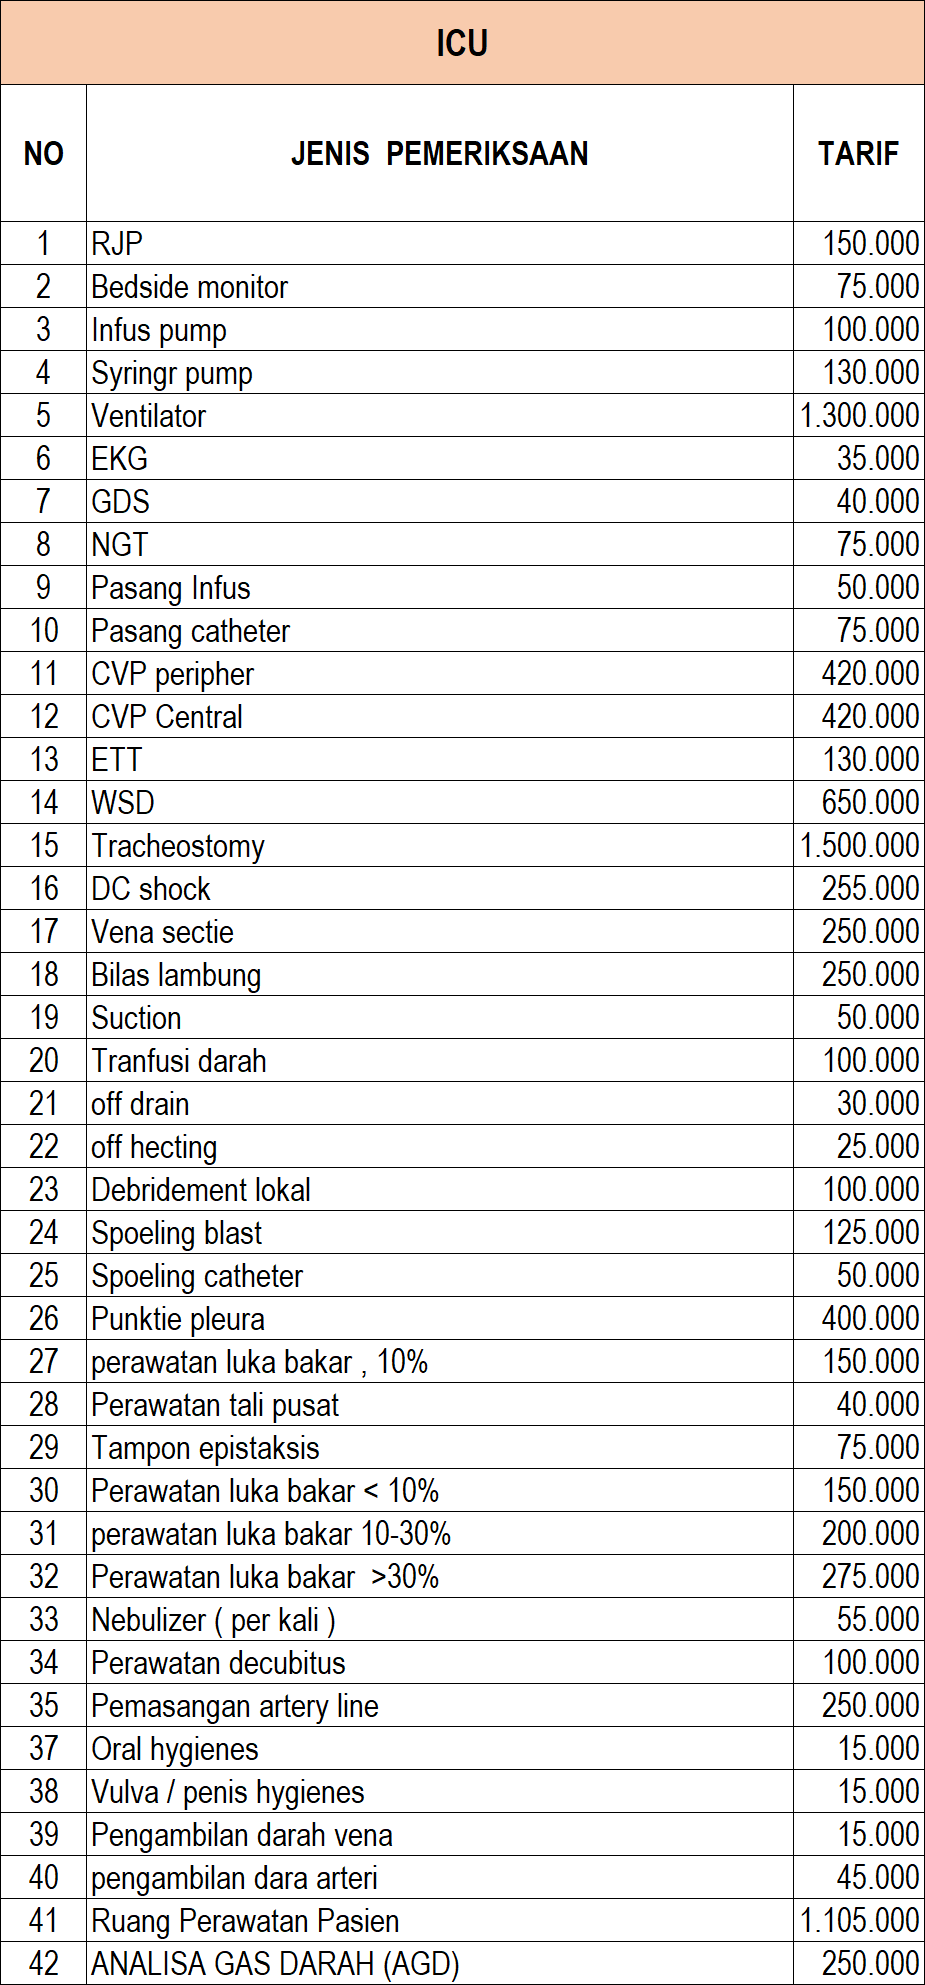 ICU
NO JENIS PEMERIKSAAN TARIF
1 RJP 150.000
2 Bedside monitor 75.000
3 Infus pump 100.000
4 Syringr pump 130.000
5 Ventilator 1.300.000
6 EKG 35.000
7 GDS 40.000
8 NGT 75.000
9 Pasang Infus 50.000
10 Pasang catheter 75.000
11 CVP peripher 420.000
12 CVP Central 420.000
13 ETT 130.000
14 WSD 650.000
15 Tracheostomy 1.500.000
16 DC shock 255.000
17 Vena sectie 250.000
18 Bilas lambung 250.000
19 Suction 50.000
20 Tranfusi darah 100.000
21 off drain 30.000
22 off hecting 25.000
23 Debridement lokal 100.000
24 Spoeling blast 125.000
25 Spoeling catheter 50.000
26 Punktie pleura 400.000
27 perawatan luka bakar , 10% 150.000
28 Perawatan tali pusat 40.000
29 Tampon epistaksis 75.000
30 Perawatan luka bakar < 10% 150.000
31 perawatan luka bakar 10-30% 200.000
32 Perawatan luka bakar >30% 275.000
33 Nebulizer ( per kali ) 55.000
34 Perawatan decubitus 100.000
35 Pemasangan artery line 250.000
37 Oral hygienes 15.000
38 Vulva / penis hygienes 15.000
39 Pengambilan darah vena 15.000
40 pengambilan dara arteri 45.000
41 Ruang Perawatan Pasien 1.105.000
42 ANALISA GAS DARAH (AGD) 250.000